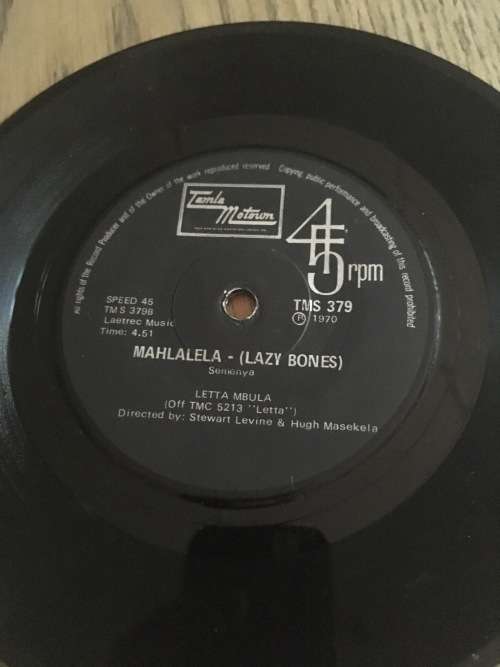 All rights of the Record Producer and of the Owner of the work reproduced reserved · Copying, public performance and broadcasting of this record prohibited
Tamla
Motown
45 rpm
SPEED 45
TMS 379B
Laetrec Music
Time: 4.51
TMS 379
Ⓟ 1970
MAHLALELA - (LAZY BONES)
Semenya
LETTA MBULA
(Off TMC 5213 "Letta")
Directed by: Stewart Levine & Hugh Masekela